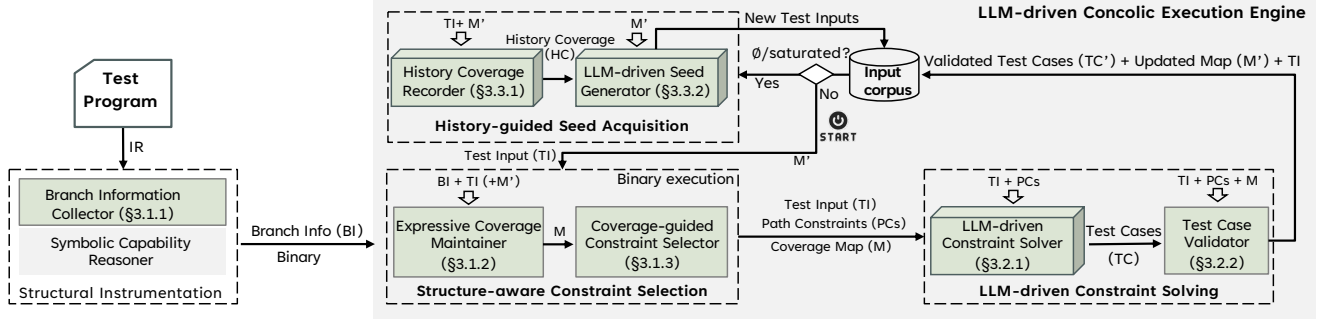 LLM-driven Concolic Execution Engine
Test
Program
IR
Branch Information
Collector (§3.1.1)
Symbolic Capability
Reasoner
Structural Instrumentation
Branch Info (BI)
Binary
TI+ M’
History Coverage
(HC)
M’
New Test Inputs
History Coverage
Recorder (§3.3.1)
LLM-driven Seed
Generator (§3.3.2)
History-guided Seed Acquisition
Ø/saturated?
Yes
No
START
Input
corpus
Validated Test Cases (TC’) + Updated Map (M’) + TI
Test Input (TI)
M’
BI + TI (+M’)
Binary execution
Expressive Coverage
Maintainer
(§3.1.2)
M
Coverage-guided
Constraint Selector
(§3.1.3)
Structure-aware Constraint Selection
Test Input (TI)
Path Constraints (PCs)
Coverage Map (M)
TI + PCs
LLM-driven
Constraint Solver
(§3.2.1)
Test Cases
(TC)
TI + PCs + M
Test Case
Validator
(§3.2.2)
LLM-driven Constraint Solving